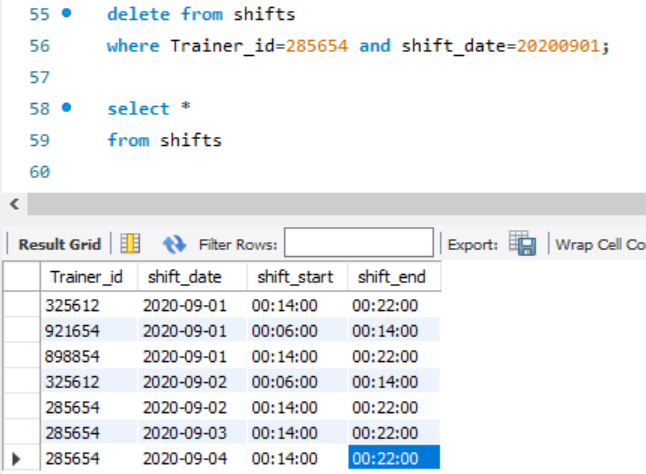 55 delete from shifts
56 where Trainer_id=285654 and shift_date=20200901;
57
58 select *
59 from shifts
60
Result Grid Filter Rows: Export: Wrap Cell Co
Trainer_id shift_date shift_start shift_end
325612 2020-09-01 00:14:00 00:22:00
921654 2020-09-01 00:06:00 00:14:00
898854 2020-09-01 00:14:00 00:22:00
325612 2020-09-02 00:06:00 00:14:00
285654 2020-09-02 00:14:00 00:22:00
285654 2020-09-03 00:14:00 00:22:00
285654 2020-09-04 00:14:00 00:22:00